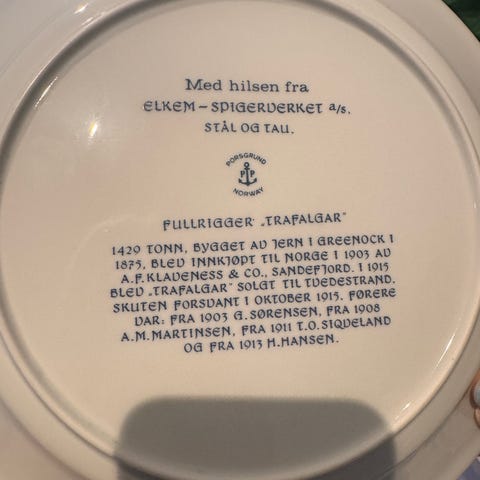 Med hilsen fra
ELKEM – SPIGERVERKET a/s.
STÅL OG TAU.
PORSGRUND
P P
NORWAY
FULLRIGGER „TRAFALGAR"
1429 TONN, BYGGET AV JERN I GREENOCK I
1875, BLEV INNKJØPT TIL NORGE I 1903 AV
A.F. KLAVENESS & CO., SANDEFJORD. I 1915
BLEV „TRAFALGAR" SOLGT TIL TVEDESTRAND.
SKUTEN FORSVANT I OKTOBER 1915. FØRERE
VAR: FRA 1903 G. SØRENSEN, FRA 1908
A.M. MARTINSEN, FRA 1911 T.O. SIQVELAND
OG FRA 1913 H. HANSEN.